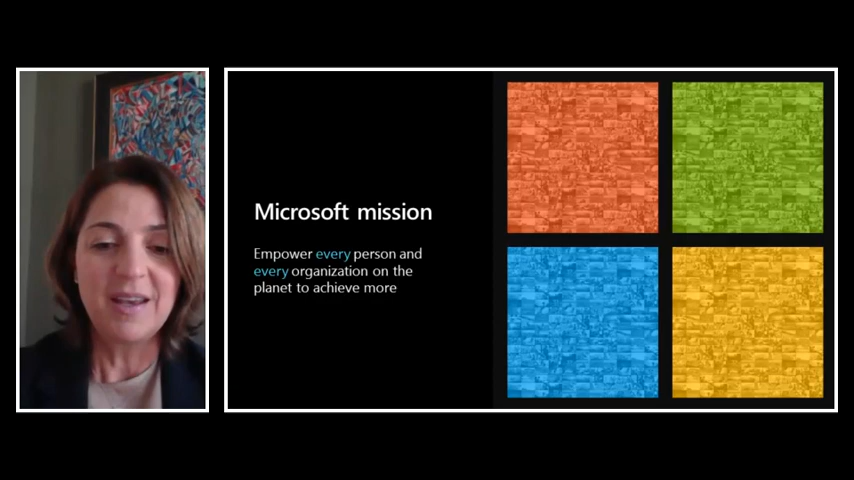 Microsoft mission
Empower every person and
every organization on the
planet to achieve more